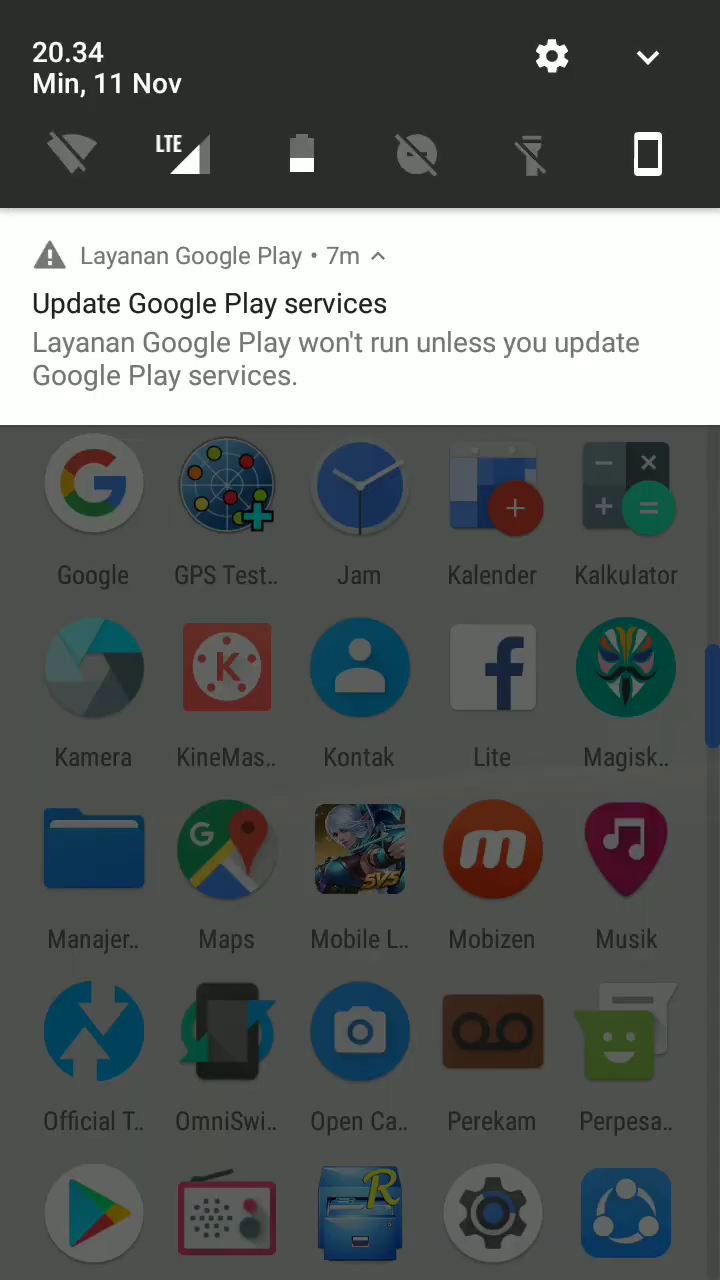 20.34
Min, 11 Nov
LTE
Layanan Google Play • 7m
Update Google Play services
Layanan Google Play won't run unless you update
Google Play services.
Google GPS Test.. Jam Kalender Kalkulator
Kamera KineMas.. Kontak Lite Magisk..
5V5
Manajer.. Maps Mobile L.. Mobizen Musik
Official T.. OmniSwi.. Open Ca.. Perekam Perpesa..
R